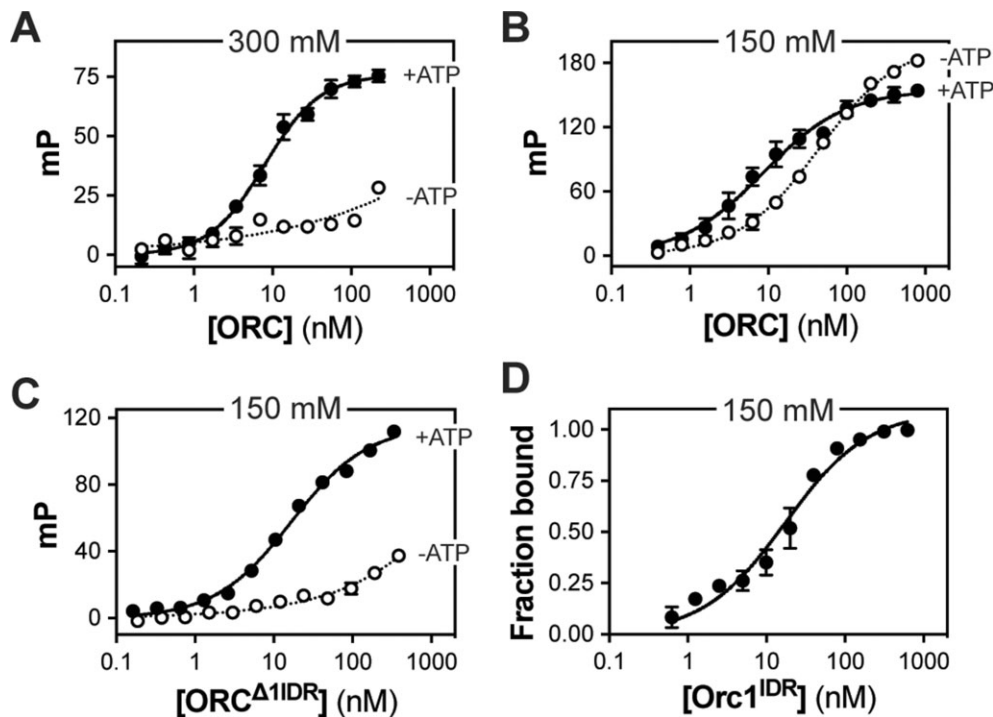 A
300 mM
75
50
25
0
mP
+ATP
-ATP
0.1 1 10 100 1000
[ORC] (nM)
B
150 mM
180
120
60
0
mP
-ATP
+ATP
0.1 1 10 100 1000
[ORC] (nM)
C
150 mM
120
80
40
0
mP
+ATP
-ATP
0.1 1 10 100 1000
[ORC^Δ1IDR] (nM)
D
150 mM
1.00
0.75
0.50
0.25
0.00
Fraction bound
0.1 1 10 100 1000
[Orc1^IDR] (nM)